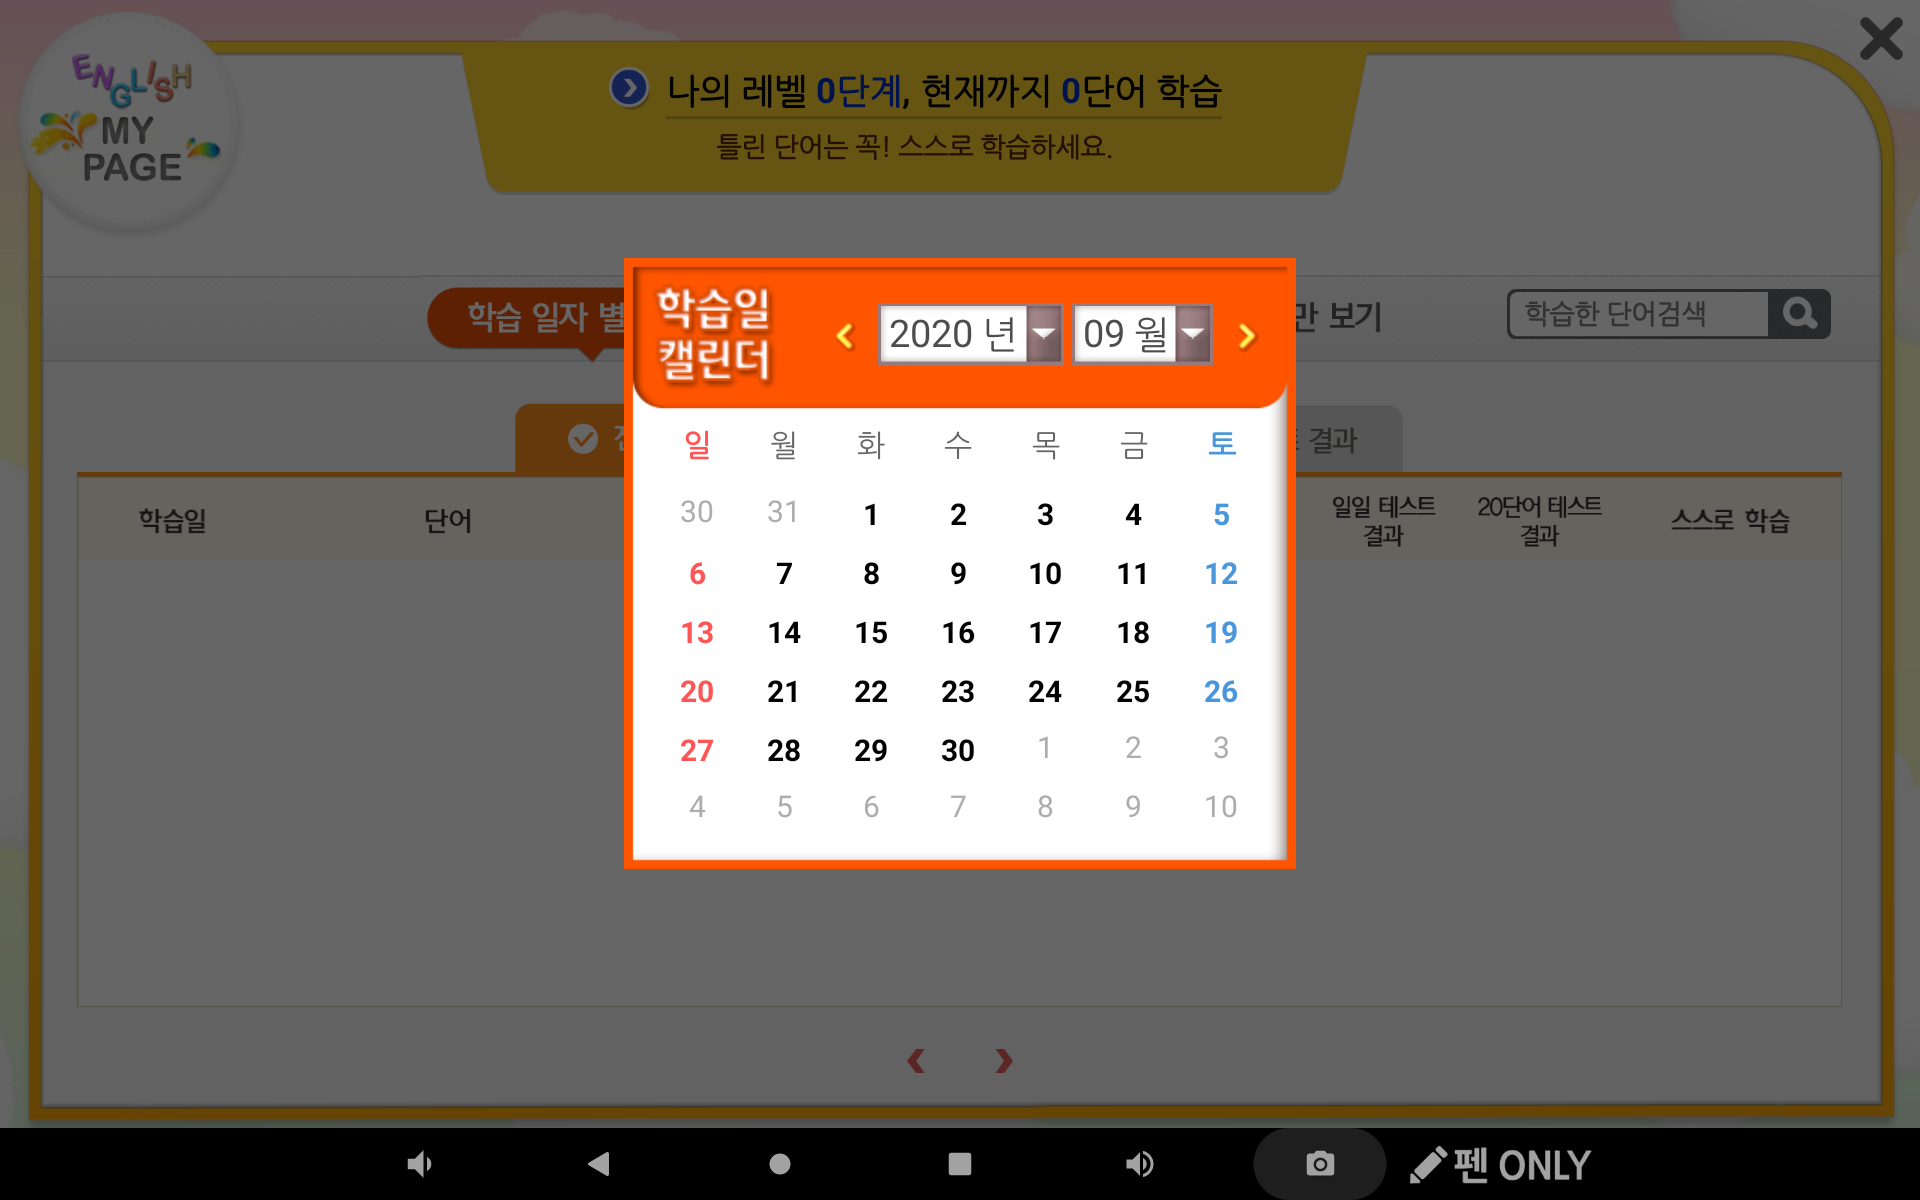 ENGLISH
MY
PAGE
나의 레벨 0단계, 현재까지 0단어 학습
틀린 단어는 꼭! 스스로 학습하세요.
학습 일자 별
만 보기
학습한 단어검색
결과
학습일
단어
일일 테스트
결과
20단어 테스트
결과
스스로 학습
학습일
캘린더
2020 년
09 월
일 월 화 수 목 금 토
30 31 1 2 3 4 5
6 7 8 9 10 11 12
13 14 15 16 17 18 19
20 21 22 23 24 25 26
27 28 29 30 1 2 3
4 5 6 7 8 9 10
펜 ONLY